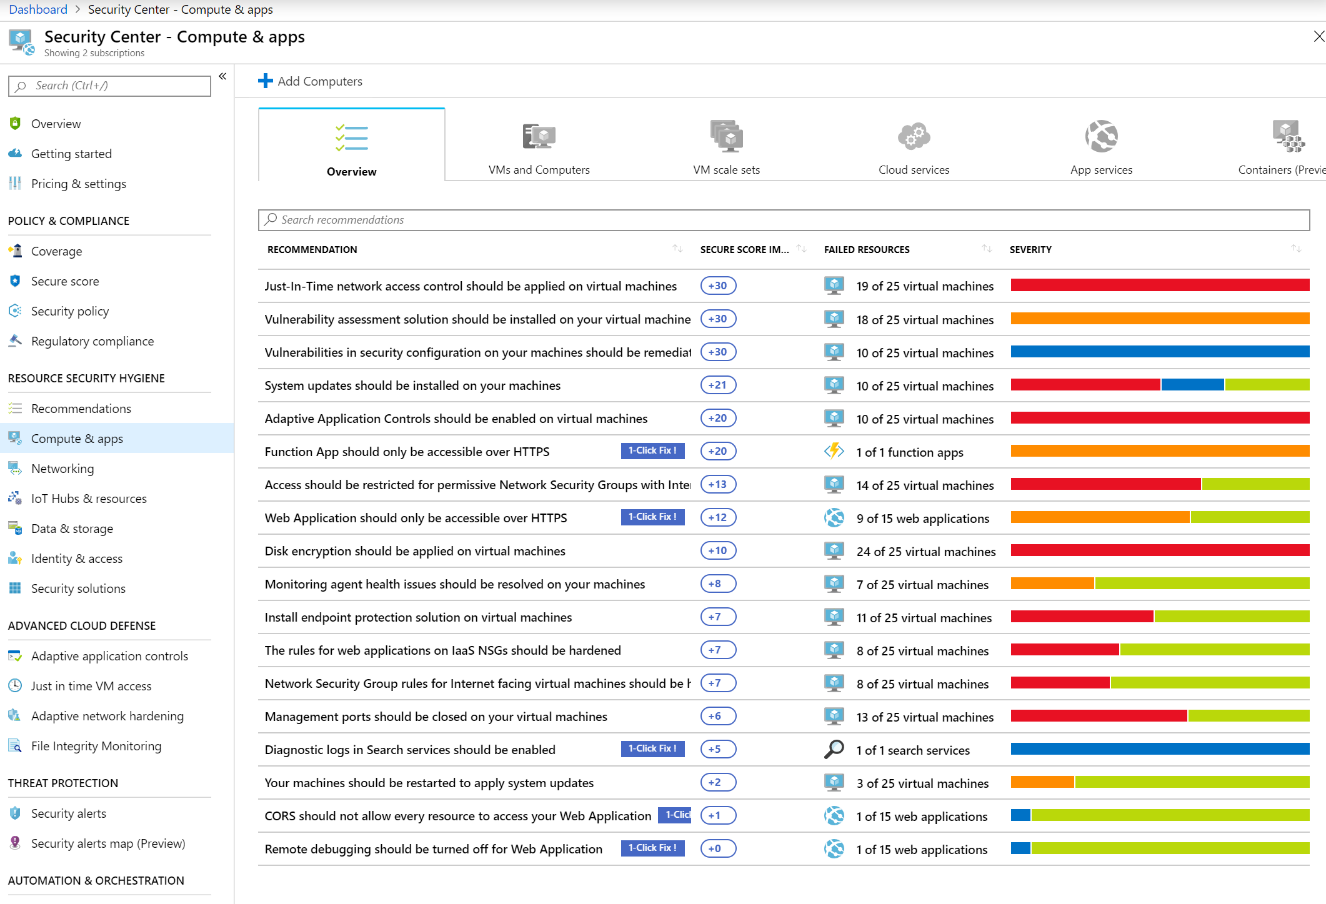 Dashboard > Security Center - Compute & apps
Security Center - Compute & apps
Showing 2 subscriptions
Search (Ctrl+/)
«
Overview
Getting started
Pricing & settings
POLICY & COMPLIANCE
Coverage
Secure score
Security policy
Regulatory compliance
RESOURCE SECURITY HYGIENE
Recommendations
Compute & apps
Networking
IoT Hubs & resources
Data & storage
Identity & access
Security solutions
ADVANCED CLOUD DEFENSE
Adaptive application controls
Just in time VM access
Adaptive network hardening
File Integrity Monitoring
THREAT PROTECTION
Security alerts
Security alerts map (Preview)
AUTOMATION & ORCHESTRATION
Add Computers
Overview
VMs and Computers
VM scale sets
Cloud services
App services
Containers (Previe
Search recommendations
RECOMMENDATION SECURE SCORE IM... FAILED RESOURCES SEVERITY
Just-In-Time network access control should be applied on virtual machines +30 19 of 25 virtual machines
Vulnerability assessment solution should be installed on your virtual machine +30 18 of 25 virtual machines
Vulnerabilities in security configuration on your machines should be remediat +30 10 of 25 virtual machines
System updates should be installed on your machines +21 10 of 25 virtual machines
Adaptive Application Controls should be enabled on virtual machines +20 10 of 25 virtual machines
Function App should only be accessible over HTTPS 1-Click Fix ! +20 1 of 1 function apps
Access should be restricted for permissive Network Security Groups with Inter +13 14 of 25 virtual machines
Web Application should only be accessible over HTTPS 1-Click Fix ! +12 9 of 15 web applications
Disk encryption should be applied on virtual machines +10 24 of 25 virtual machines
Monitoring agent health issues should be resolved on your machines +8 7 of 25 virtual machines
Install endpoint protection solution on virtual machines +7 11 of 25 virtual machines
The rules for web applications on IaaS NSGs should be hardened +7 8 of 25 virtual machines
Network Security Group rules for Internet facing virtual machines should be h +7 8 of 25 virtual machines
Management ports should be closed on your virtual machines +6 13 of 25 virtual machines
Diagnostic logs in Search services should be enabled 1-Click Fix ! +5 1 of 1 search services
Your machines should be restarted to apply system updates +2 3 of 25 virtual machines
CORS should not allow every resource to access your Web Application 1-Click +1 1 of 15 web applications
Remote debugging should be turned off for Web Application 1-Click Fix ! +0 1 of 15 web applications